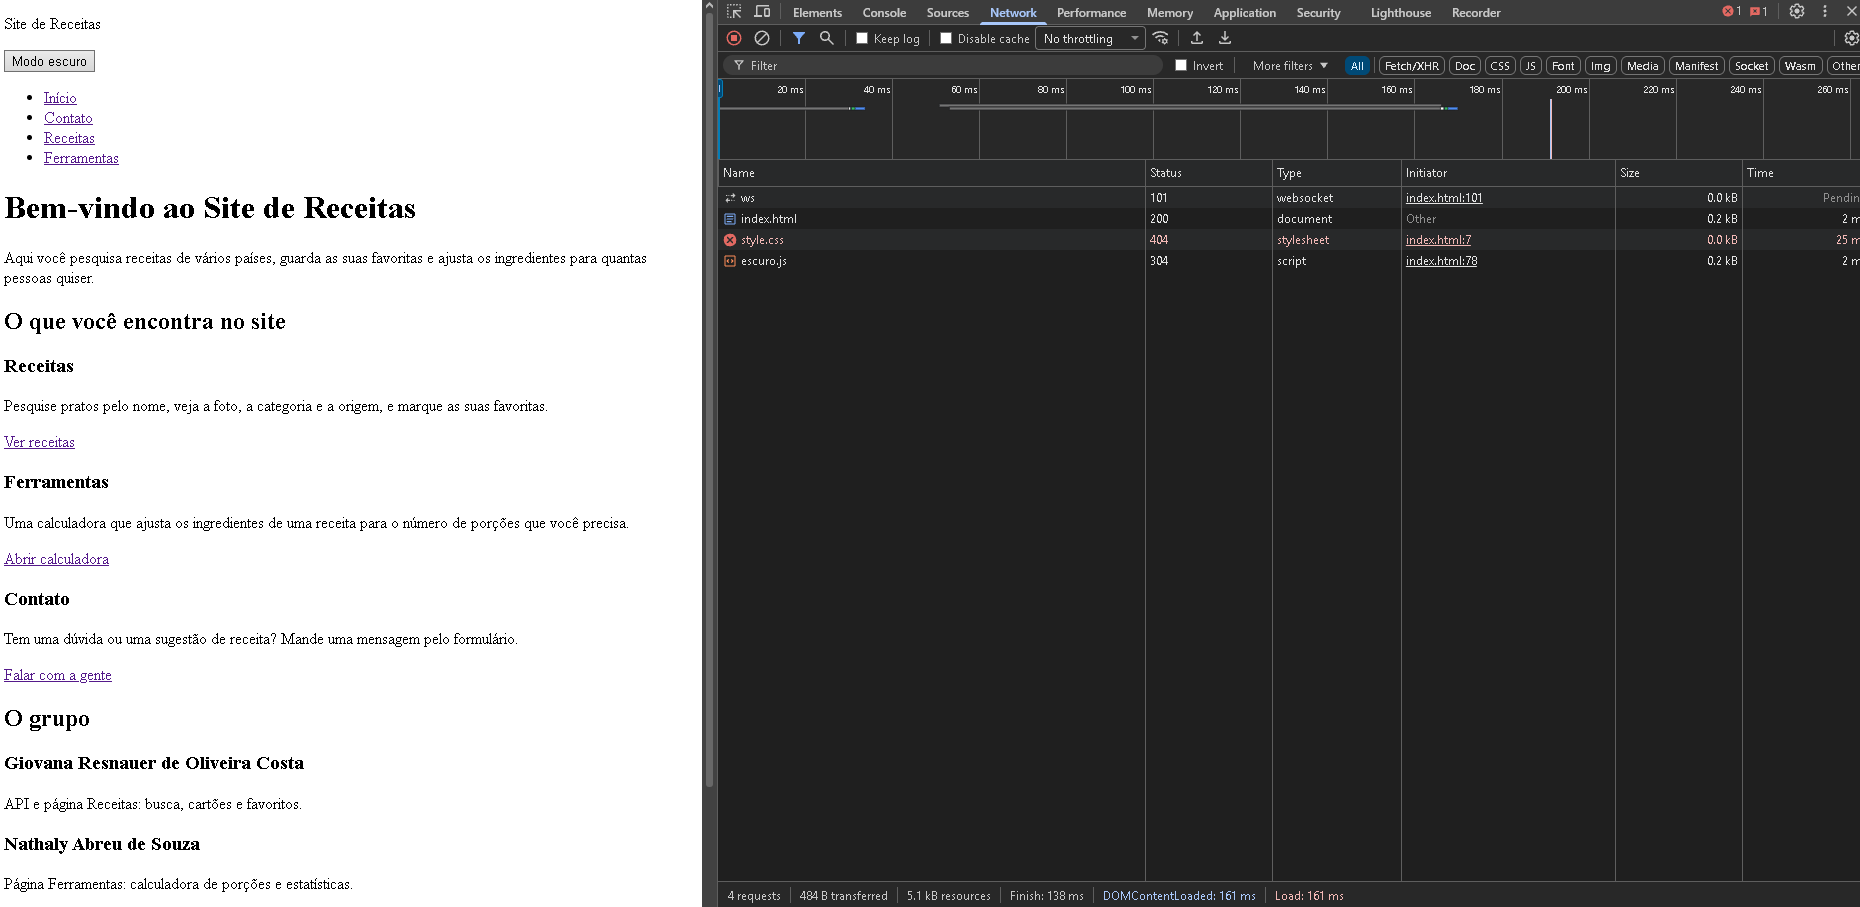 Site de Receitas
Modo escuro
Início
Contato
Receitas
Ferramentas
Bem-vindo ao Site de Receitas
Aqui você pesquisa receitas de vários países, guarda as suas favoritas e ajusta os ingredientes para quantas
pessoas quiser.
O que você encontra no site
Receitas
Pesquise pratos pelo nome, veja a foto, a categoria e a origem, e marque as suas favoritas.
Ver receitas
Ferramentas
Uma calculadora que ajusta os ingredientes de uma receita para o número de porções que você precisa.
Abrir calculadora
Contato
Tem uma dúvida ou uma sugestão de receita? Mande uma mensagem pelo formulário.
Falar com a gente
O grupo
Giovana Resnauer de Oliveira Costa
API e página Receitas: busca, cartões e favoritos.
Nathaly Abreu de Souza
Página Ferramentas: calculadora de porções e estatísticas.
Elements Console Sources Network Performance Memory Application Security Lighthouse Recorder 1 1
Keep log Disable cache No throttling
Filter Invert More filters All Fetch/XHR Doc CSS JS Font Img Media Manifest Socket Wasm Other
20 ms 40 ms 60 ms 80 ms 100 ms 120 ms 140 ms 160 ms 180 ms 200 ms 220 ms 240 ms 260 ms
Name Status Type Initiator Size Time
ws 101 websocket index.html:101 0.0 kB Pendin
index.html 200 document Other 0.2 kB 2 m
style.css 404 stylesheet index.html:7 0.0 kB 25 m
escuro.js 304 script index.html:78 0.2 kB 2 m
4 requests 484 B transferred 5.1 kB resources Finish: 138 ms DOMContentLoaded: 161 ms Load: 161 ms